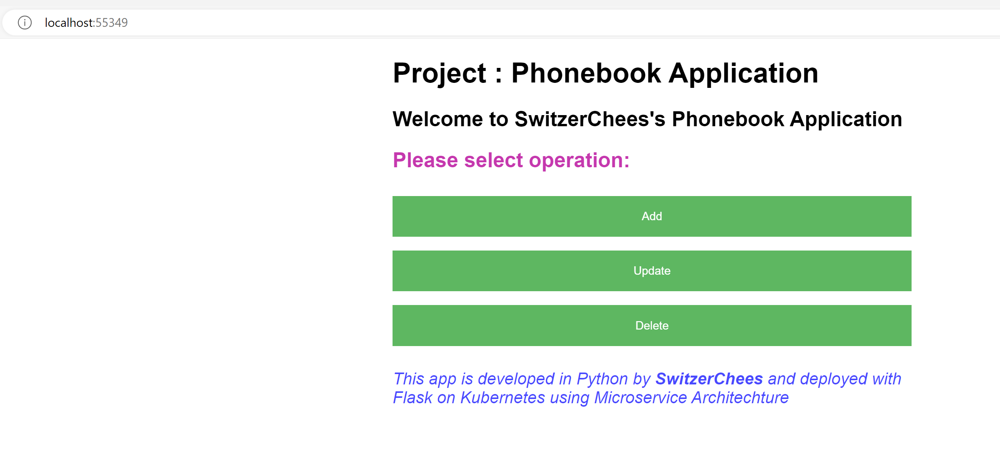 localhost:55349
Project : Phonebook Application
Welcome to SwitzerChees's Phonebook Application
Please select operation:
Add
Update
Delete
This app is developed in Python by SwitzerChees and deployed with
Flask on Kubernetes using Microservice Architechture